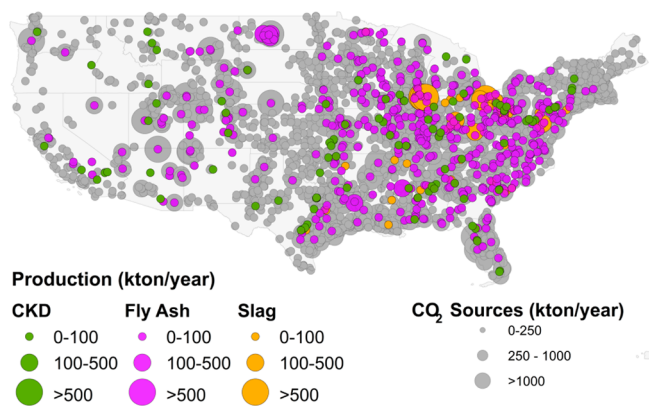 Production (kton/year)
CKD Fly Ash Slag
0-100 0-100 0-100
100-500 100-500 100-500
>500 >500 >500
CO2 Sources (kton/year)
0-250
250 - 1000
>1000